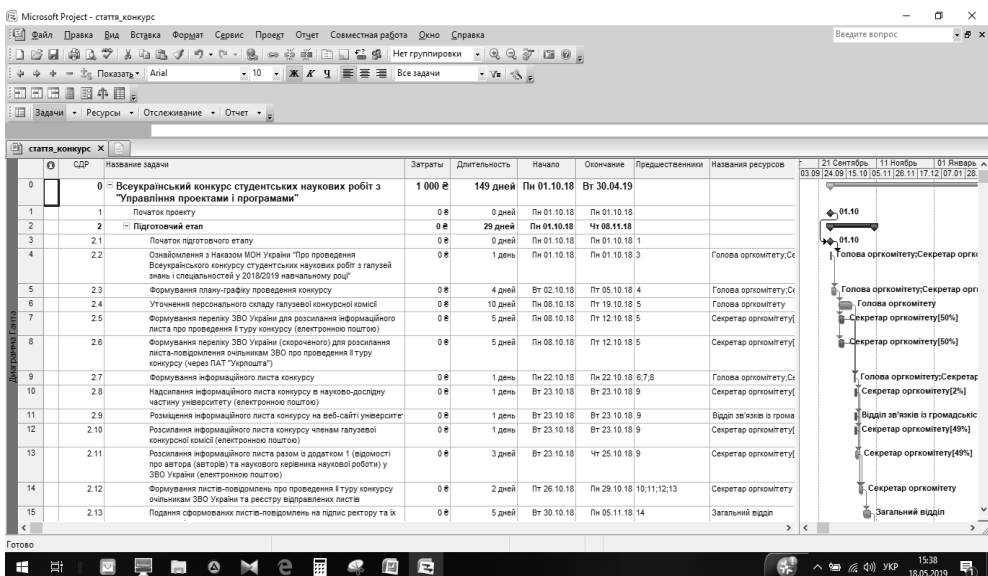 Microsoft Project - стаття_конкурс
Файл Правка Вид Вставка Формат Сервис Проект Отчет Совместная работа Окно Справка Введите вопрос
Нет группировки
Показать Arial 10 Ж К Ч Все задачи
Задачи Ресурсы Отслеживание Отчет
стаття_конкурс
СДР Название задачи Затраты Длительность Начало Окончание Предшественники Названия ресурсов 21 Сентябрь 11 Ноябрь 01 Январь
03.09 24.09 15.10 05.11 26.11 17.12 07.01 28.
0 0 Всеукраїнський конкурс студентських наукових робіт з 1 000 ₴ 149 дней Пн 01.10.18 Вт 30.04.19
"Управління проектами і програмами"
1 1 Початок проекту 0 ₴ 0 дней Пн 01.10.18 Пн 01.10.18 01.10
2 2 Підготовчий етап 0 ₴ 29 дней Пн 01.10.18 Чт 08.11.18
3 2.1 Початок підготовчого етапу 0 ₴ 0 дней Пн 01.10.18 Пн 01.10.18 1 01.10
4 2.2 Ознайомлення з Наказом МОН України "Про проведення 0 ₴ 1 день Пн 01.10.18 Пн 01.10.18 3 Голова оргкомітету;Се Голова оргкомітету;Секретар оргко
Всеукраїнського конкурсу студентських наукових робіт з галузей
знань і спеціальностей у 2018/2019 навчальному році"
5 2.3 Формування плану-графіку проведення конкурсу 0 ₴ 4 дней Вт 02.10.18 Пт 05.10.18 4 Голова оргкомітету;Се Голова оргкомітету;Секретар орг
6 2.4 Уточнення персонального складу галузевої конкурсної комісії 0 ₴ 10 дней Пн 08.10.18 Пт 19.10.18 5 Голова оргкомітету Голова оргкомітету
7 2.5 Формування переліку ЗВО України для розсилання інформаційного 0 ₴ 5 дней Пн 08.10.18 Пт 12.10.18 5 Секретар оргкомітету[ Секретар оргкомітету[50%]
листа про проведення ІІ туру конкурсу (електронною поштою)
8 2.6 Формування переліку ЗВО України (скороченого) для розсилання 0 ₴ 5 дней Пн 08.10.18 Пт 12.10.18 5 Секретар оргкомітету[ Секретар оргкомітету[50%]
листа-повідомлення очільникам ЗВО про проведення ІІ туру
конкурсу (через ПАТ "Укрпошта")
9 2.7 Формування інформаційного листа конкурсу 0 ₴ 1 день Пн 22.10.18 Пн 22.10.18 6;7;8 Голова оргкомітету;Се Голова оргкомітету;Секретар
10 2.8 Надсилання інформаційного листа конкурсу в науково-дослідну 0 ₴ 1 день Вт 23.10.18 Вт 23.10.18 9 Секретар оргкомітету[ Секретар оргкомітету[2%]
частину університету (електронною поштою)
11 2.9 Розміщення інформаційного листа конкурсу на веб-сайті університет 0 ₴ 1 день Вт 23.10.18 Вт 23.10.18 9 Відділ зв'язків із грома Відділ зв'язків із громадськіс
12 2.10 Розсилання інформаційного листа конкурсу членам галузевої 0 ₴ 1 день Вт 23.10.18 Вт 23.10.18 9 Секретар оргкомітету[ Секретар оргкомітету[49%]
конкурсної комісії (електронною поштою)
13 2.11 Розсилання інформаційного листа разом із додатком 1 (відомості 0 ₴ 3 дней Вт 23.10.18 Чт 25.10.18 9 Секретар оргкомітету[ Секретар оргкомітету[49%]
про автора (авторів) та наукового керівника наукової роботи) у
ЗВО України (електронною поштою)
14 2.12 Формування листів-повідомлень про проведення ІІ туру конкурсу 0 ₴ 2 дней Пт 26.10.18 Пн 29.10.18 10;11;12;13 Секретар оргкомітету Секретар оргкомітету
очільникам ЗВО України та реєстру відправлених листів
15 2.13 Подання сформованих листів-повідомлень на підпис ректору та їх 0 ₴ 5 дней Вт 30.10.18 Пн 05.11.18 14 Загальний відділ Загальний відділ
Диаграмма Ганта
Готово
УКР 15:38
18.05.2019